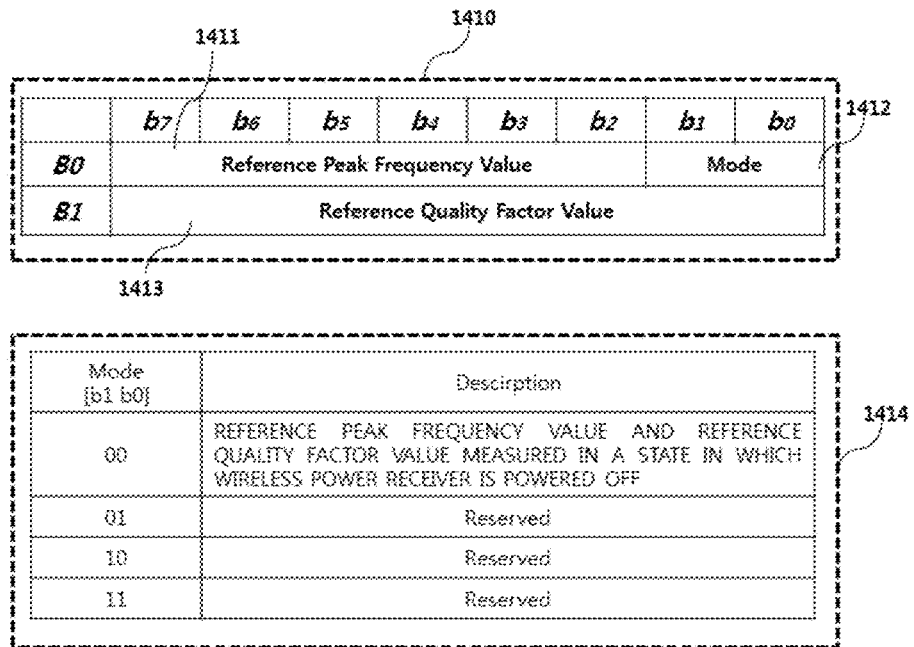 1410
1411
b7 b6 b5 b4 b3 b2 b1 b0
1412
B0 Reference Peak Frequency Value Mode
B1 Reference Quality Factor Value
1413
Mode
[b1 b0]
Descirption
1414
00
REFERENCE PEAK FREQUENCY VALUE AND REFERENCE
QUALITY FACTOR VALUE MEASURED IN A STATE IN WHICH
WIRELESS POWER RECEIVER IS POWERED OFF
01 Reserved
10 Reserved
11 Reserved